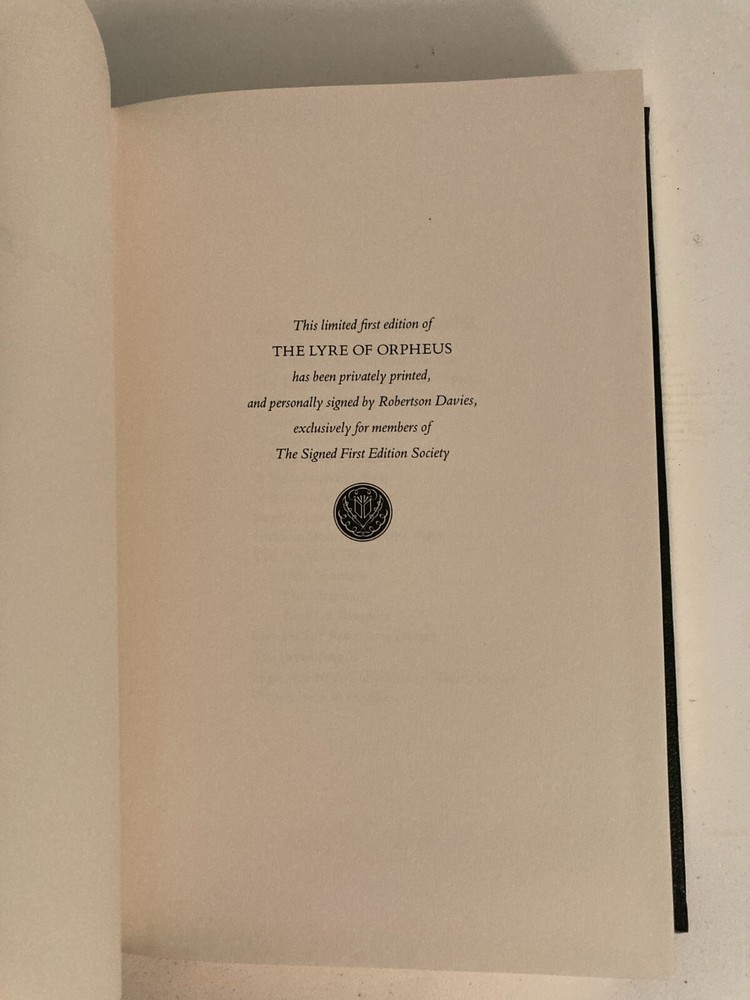 This limited first edition of
THE LYRE OF ORPHEUS
has been privately printed,
and personally signed by Robertson Davies,
exclusively for members of
The Signed First Edition Society